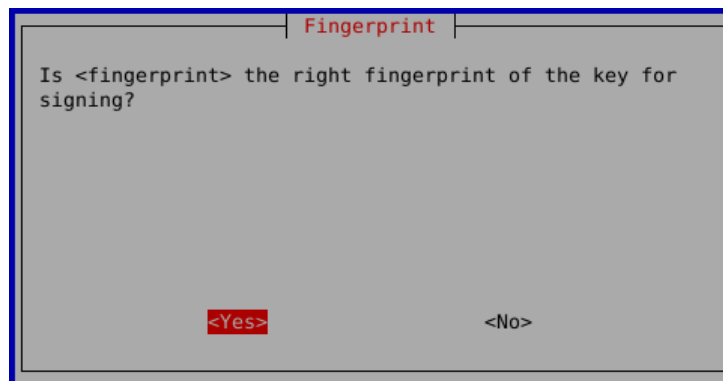 Fingerprint
Is <fingerprint> the right fingerprint of the key for
signing?
<Yes> <No>